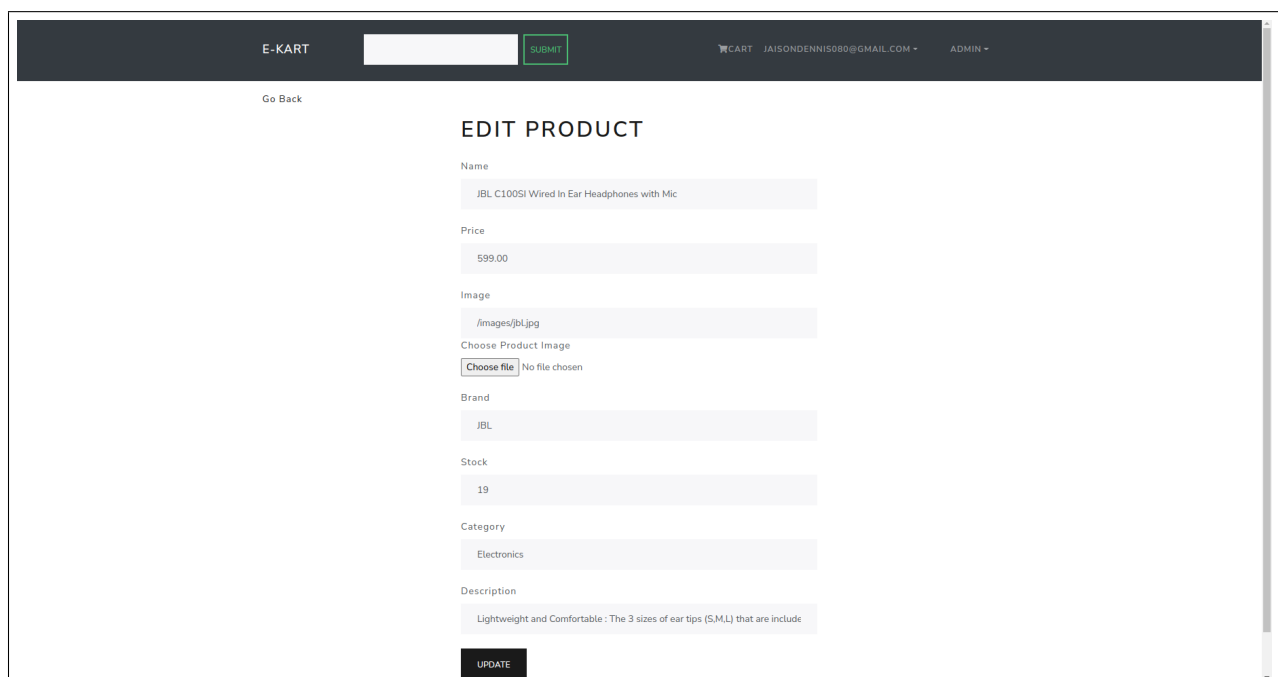 E-KART SUBMIT CART JAISONDENNIS080@GMAIL.COM ADMIN
Go Back
EDIT PRODUCT
Name
JBL C100SI Wired In Ear Headphones with Mic
Price
599.00
Image
/images/jbl.jpg
Choose Product Image
Choose file No file chosen
Brand
JBL
Stock
19
Category
Electronics
Description
Lightweight and Comfortable : The 3 sizes of ear tips (S,M,L) that are include
UPDATE